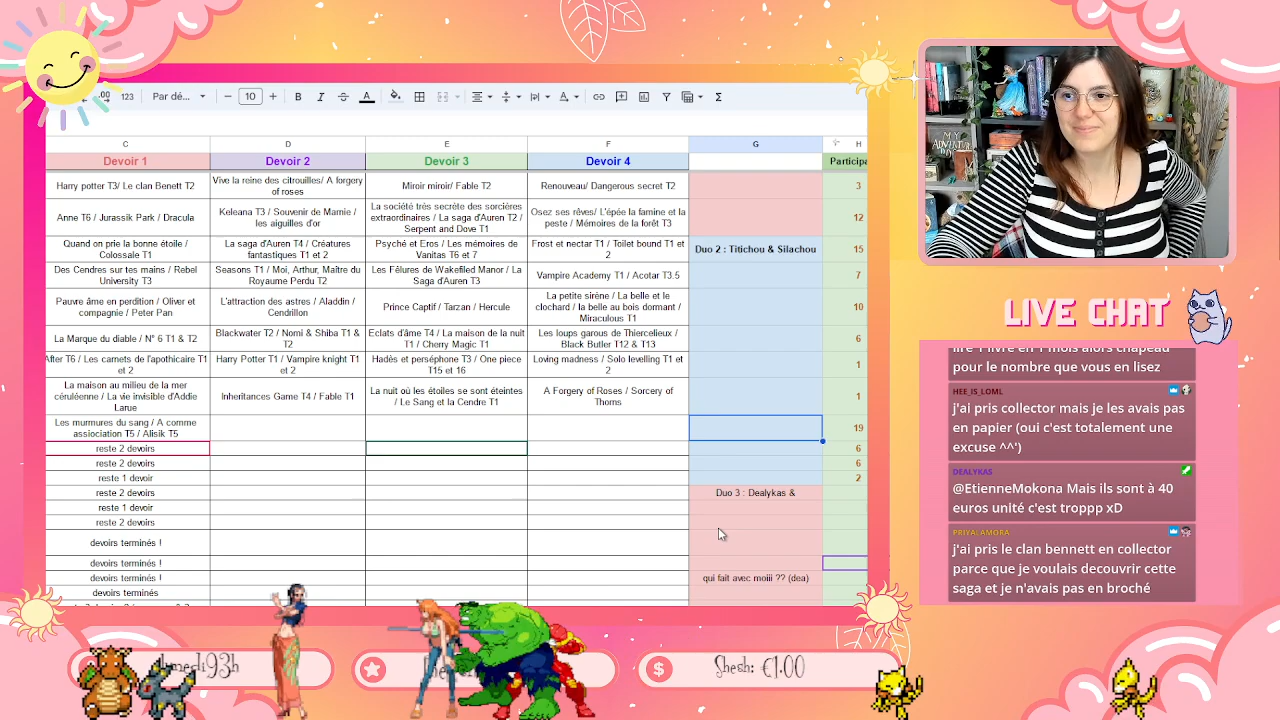 .00 123 Par dé... 10 B I A Σ
C D E F G H
Devoir 1 Devoir 2 Devoir 3 Devoir 4 Participa
Harry potter T3/ Le clan Benett T2
Vive la reine des citrouilles/ A forgery
of roses
Miroir miroir/ Fable T2
Renouveau/ Dangerous secret T2
3
Anne T6 / Jurassik Park / Dracula
Keleana T3 / Souvenir de Mamie /
les aiguilles d'or
La société très secrète des sorcières
extraordinaires / La saga d'Auren T2 /
Serpent and Dove T1
Osez ses rêves/ L'épée la famine et la
peste / Mémoires de la forêt T3
12
Quand on prie la bonne étoile /
Colossale T1
La saga d'Auren T4 / Créatures
fantastiques T1 et 2
Psyché et Eros / Les mémoires de
Vanitas T6 et 7
Frost et nectar T1 / Toilet bound T1 et
2
Duo 2 : Titichou & Silachou
15
Des Cendres sur tes mains / Rebel
University T3
Seasons T1 / Moi, Arthur, Maître du
Royaume Perdu T2
Les Fêlures de Wakefiled Manor / La
Saga d'Auren T3
Vampire Academy T1 / Acotar T3.5
7
Pauvre âme en perdition / Oliver et
compagnie / Peter Pan
L'attraction des astres / Aladdin /
Cendrillon
Prince Captif / Tarzan / Hercule
La petite sirène / La belle et le
clochard / la belle au bois dormant /
Miraculous T1
10
La Marque du diable / N° 6 T1 & T2
Blackwater T2 / Nomi & Shiba T1 &
T2
Eclats d'âme T4 / La maison de la nuit
T1 / Cherry Magic T1
Les loups garous de Thiercelieux /
Black Butler T12 & T13
6
After T6 / Les carnets de l'apothicaire T1
et 2
Harry Potter T1 / Vampire knight T1
et 2
Hadès et perséphone T3 / One piece
T15 et 16
Loving madness / Solo levelling T1 et
2
1
La maison au milieu de la mer
céruléenne / La vie invisible d'Addie
Larue
Inheritances Game T4 / Fable T1
La nuit où les étoiles se sont éteintes
/ Le Sang et la Cendre T1
A Forgery of Roses / Sorcery of
Thorns
1
Les murmures du sang / A comme
assiociation T5 / Alisik T5
19
reste 2 devoirs 6
reste 2 devoirs 6
reste 1 devoir 2
reste 2 devoirs Duo 3 : Dealykas &
reste 1 devoir
reste 2 devoirs
devoirs terminés !
devoirs terminés !
devoirs terminés ! qui fait avec moiii ?? (dea)
devoirs terminés
MY
LIVE CHAT
lire 1 livre en 1 mois alors chapeau
pour le nombre que vous en lisez
HEE_IS_LOML
j'ai pris collector mais je les avais pas
en papier (oui c'est totalement une
excuse ^^')
DEALYKAS
@EtienneMokona Mais ils sont à 40
euros unité c'est troppp xD
j'ai pris le clan bennett en collector
parce que je voulais decouvrir cette
saga et je n'avais pas en broché
Shesh: €1.00